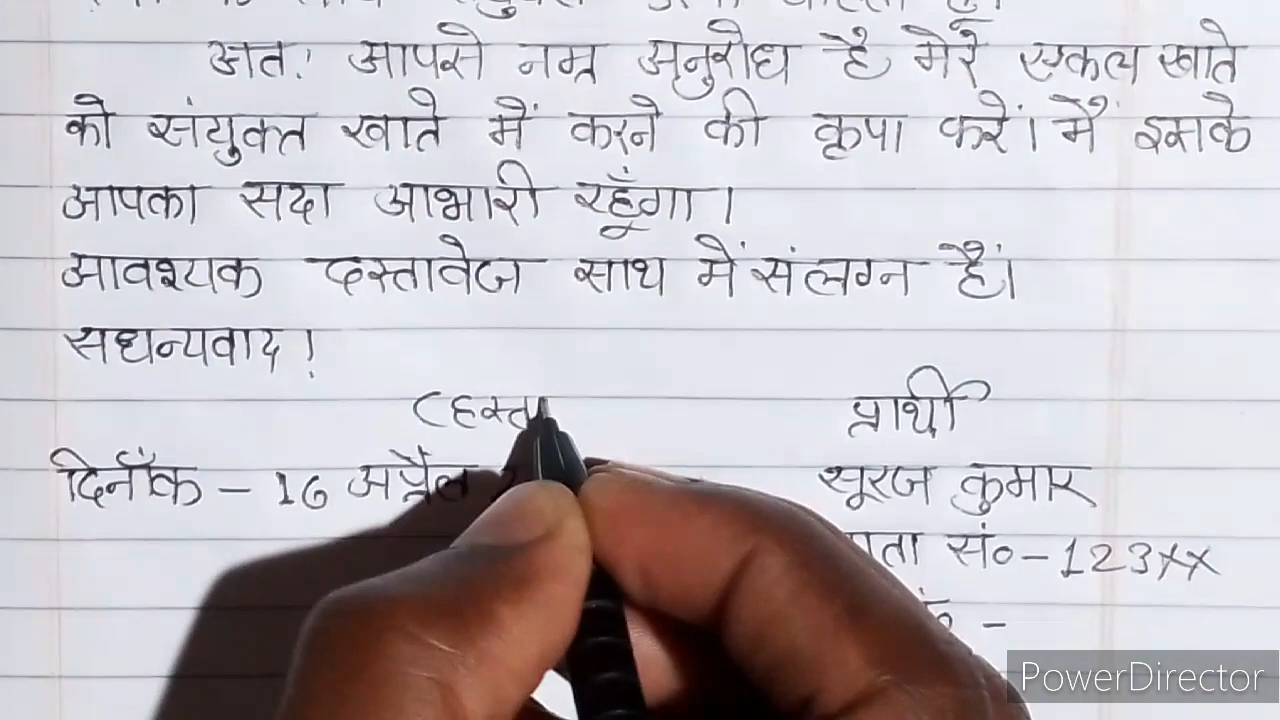 अतः आपसे नम्र अनुरोध है मेरे एकल खाते
को संयुक्त खाते में करने की कृपा करें। मैं इसके
आपका सदा आभारी रहूँगा।
आवश्यक दस्तावेज साथ में संलग्न हैं।
सधन्यवाद!
(हस्त प्रार्थी
दिनाँक - 16 अप्रैल सूरज कुमार
सं० - 123xx
-
PowerDirector